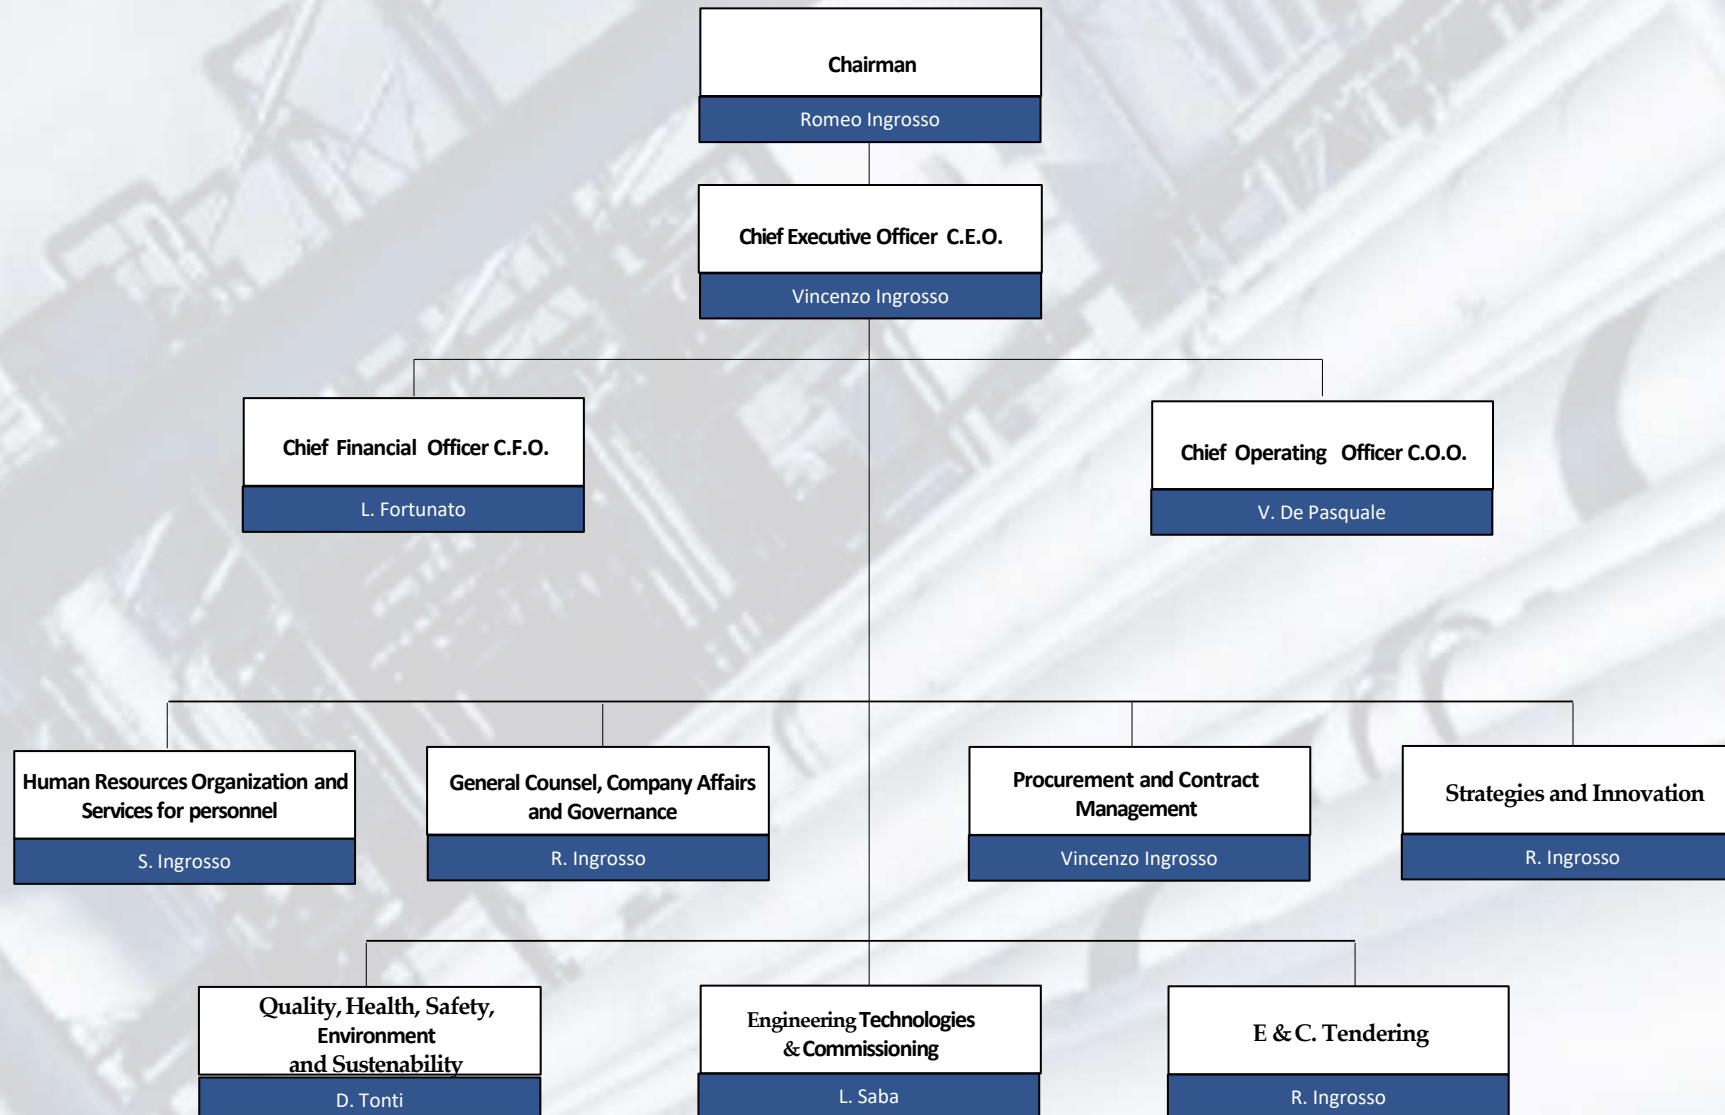 Chairman
Romeo Ingrosso
Chief Executive Officer C.E.O.
Vincenzo Ingrosso
Chief Financial Officer C.F.O.
L. Fortunato
Chief Operating Officer C.O.O.
V. De Pasquale
Human Resources Organization and
Services for personnel
S. Ingrosso
General Counsel, Company Affairs
and Governance
R. Ingrosso
Procurement and Contract
Management
Vincenzo Ingrosso
Strategies and Innovation
R. Ingrosso
Quality, Health, Safety,
Environment
and Sustenability
D. Tonti
Engineering Technologies
& Commissioning
L. Saba
E & C. Tendering
R. Ingrosso